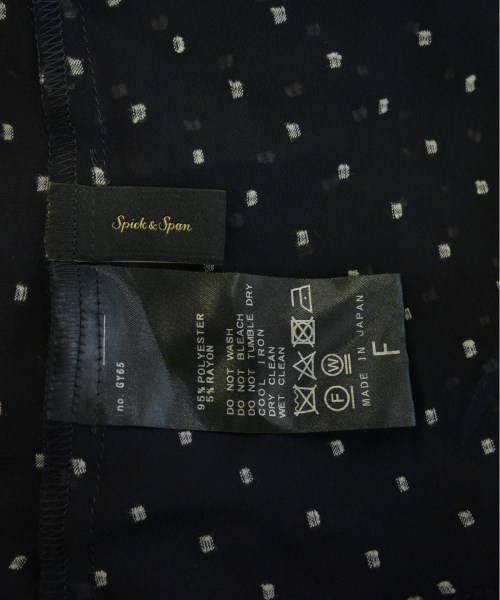 Spick & Span
no. GY65
95% POLYESTER
5% RAYON
DO NOT WASH
DO NOT BLEACH
DO NOT TUMBLE DRY
COOL IRON
DRY CLEAN
WET CLEAN
F W
MADE IN JAPAN
F